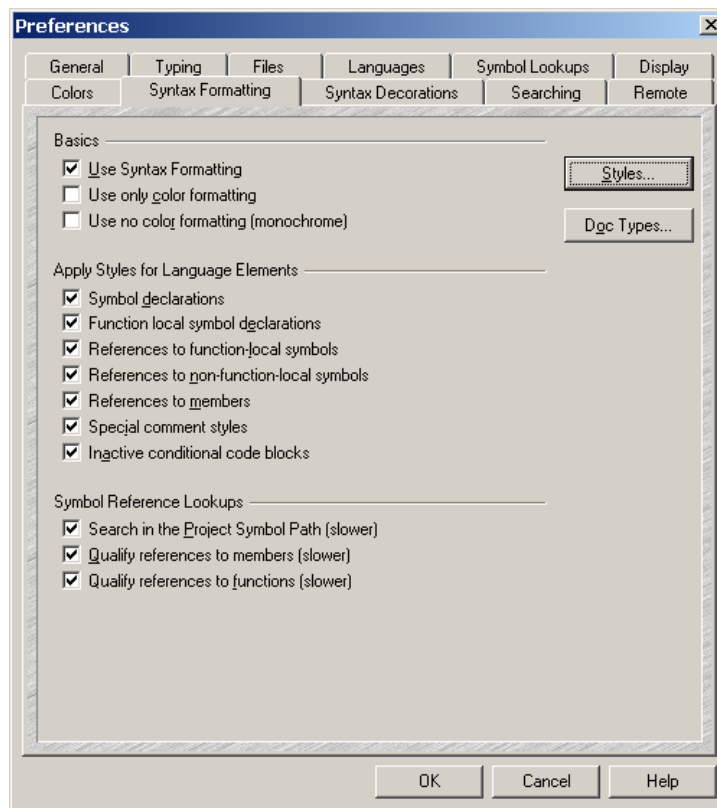 Preferences
General Typing Files Languages Symbol Lookups Display
Colors Syntax Formatting Syntax Decorations Searching Remote
Basics
Use Syntax Formatting
Styles...
Use only color formatting
Use no color formatting (monochrome)
Doc Types...
Apply Styles for Language Elements
Symbol declarations
Function local symbol declarations
References to function-local symbols
References to non-function-local symbols
References to members
Special comment styles
Inactive conditional code blocks
Symbol Reference Lookups
Search in the Project Symbol Path (slower)
Qualify references to members (slower)
Qualify references to functions (slower)
OK Cancel Help